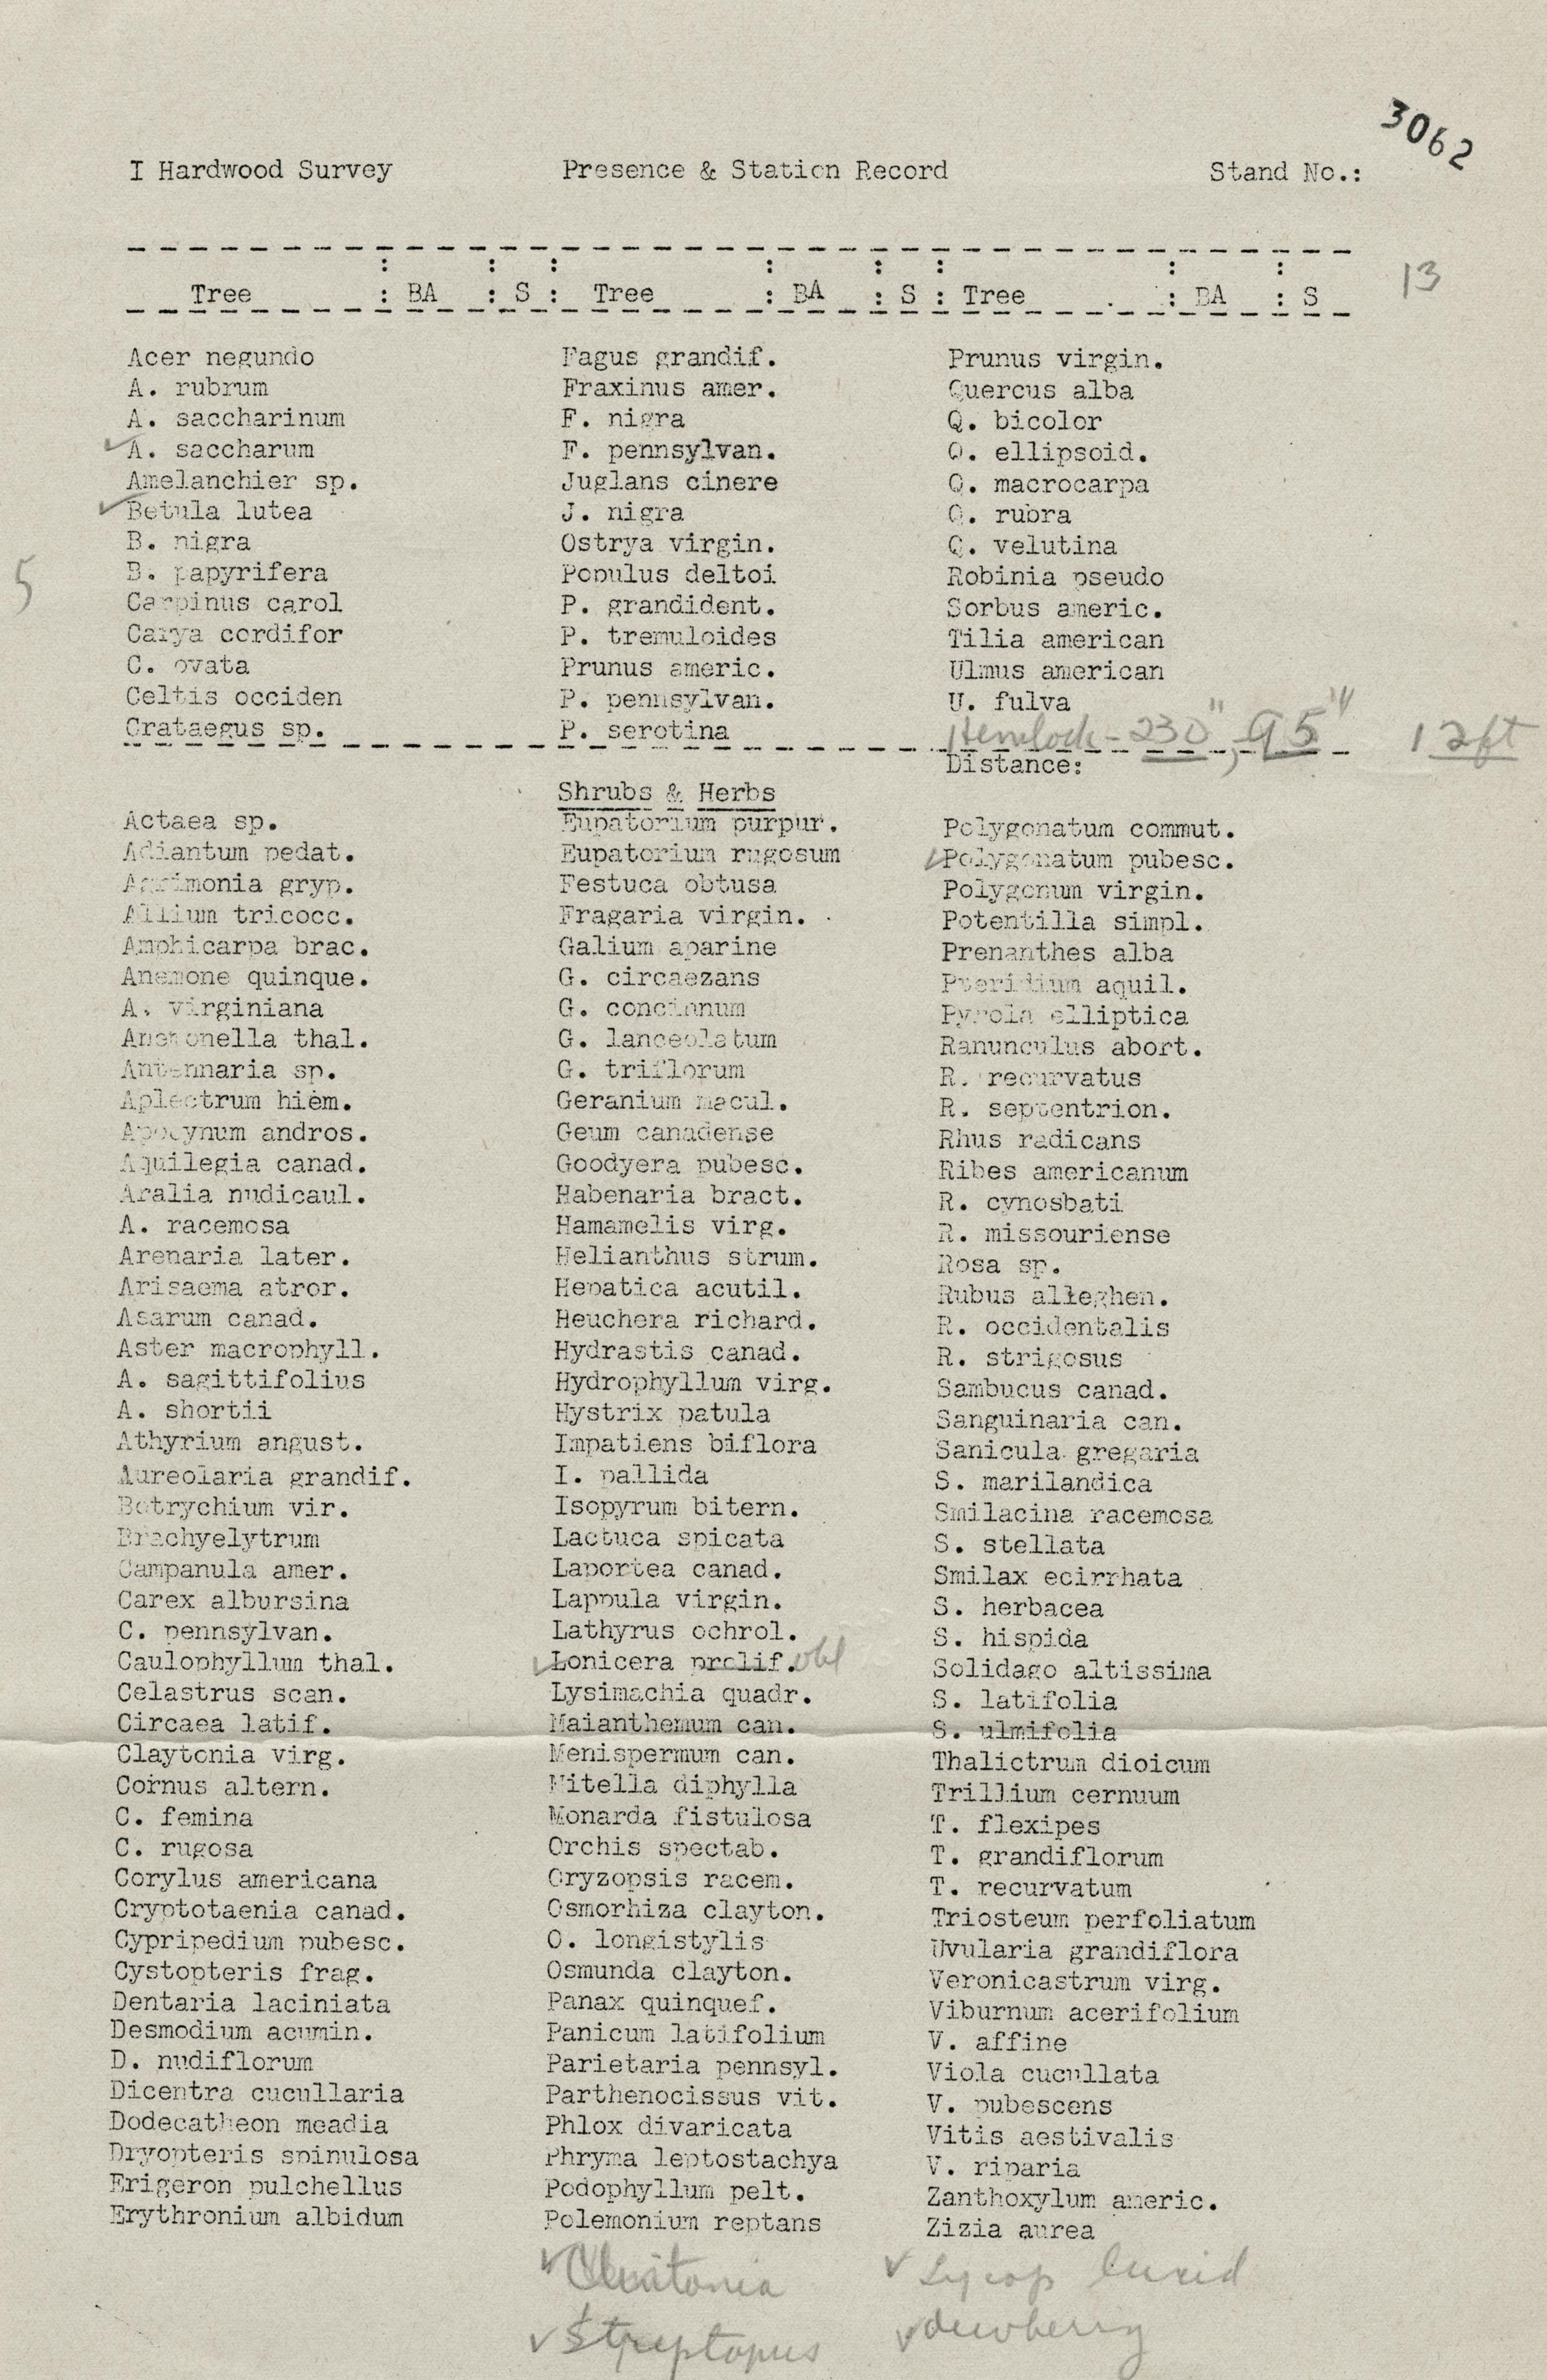 3062
I Hardwood Survey Presence & Station Record Stand No.:
Tree : BA : S : Tree : BA : S : Tree : BA : S
13
Acer negundo
A. rubrum
A. saccharinum
✓A. saccharum
Amelanchier sp.
✓Betula lutea
B. nigra
B. papyrifera
5
Carpinus carol
Carya cordifor
C. ovata
Celtis occiden
Crataegus sp.
Fagus grandif.
Fraxinus amer.
F. nigra
F. pennsylvan.
Juglans cinere
J. nigra
Ostrya virgin.
Populus deltoi
P. grandident.
P. tremuloides
Prunus americ.
P. pennsylvan.
P. serotina
Prunus virgin.
Quercus alba
Q. bicolor
Q. ellipsoid.
Q. macrocarpa
Q. rubra
Q. velutina
Robinia pseudo
Sorbus americ.
Tilia american
Ulmus american
U. fulva
Hemlock - 230", 95"' 12ft
Distance:
Shrubs & Herbs
Actaea sp.
Adiantum pedat.
Agrimonia gryp.
Allium tricocc.
Amphicarpa brac.
Anemone quinque.
A. virginiana
Anemonella thal.
Antennaria sp.
Aplectrum hiem.
Apocynum andros.
Aquilegia canad.
Aralia nudicaul.
A. racemosa
Arenaria later.
Arisaema atror.
Asarum canad.
Aster macrophyll.
A. sagittifolius
A. shortii
Athyrium angust.
Aureolaria grandif.
Botrychium vir.
Brachyelytrum
Campanula amer.
Carex albursina
C. pennsylvan.
Caulophyllum thal.
Celastrus scan.
Circaea latif.
Claytonia virg.
Cornus altern.
C. femina
C. rugosa
Corylus americana
Cryptotaenia canad.
Cypripedium pubesc.
Cystopteris frag.
Dentaria laciniata
Desmodium acumin.
D. nudiflorum
Dicentra cucullaria
Dodecatheon meadia
Dryopteris spinulosa
Erigeron pulchellus
Erythronium albidum
Eupatorium purpur.
Eupatorium rugosum
Festuca obtusa
Fragaria virgin.
Galium aparine
G. circaezans
G. concinnum
G. lanceolatum
G. triflorum
Geranium macul.
Geum canadense
Goodyera pubesc.
Habenaria bract.
Hamamelis virg.
Helianthus strum.
Hepatica acutil.
Heuchera richard.
Hydrastis canad.
Hydrophyllum virg.
Hystrix patula
Impatiens biflora
I. pallida
Isopyrum bitern.
Lactuca spicata
Laportea canad.
Lappula virgin.
Lathyrus ochrol.
✓Lonicera prolif. obl
Lysimachia quadr.
Maianthemum can.
Menispermum can.
Mitella diphylla
Monarda fistulosa
Orchis spectab.
Oryzopsis racem.
Osmorhiza clayton.
O. longistylis
Osmunda clayton.
Panax quinquef.
Panicum latifolium
Parietaria pennsyl.
Parthenocissus vit.
Phlox divaricata
Phryma leptostachya
Podophyllum pelt.
Polemonium reptans
✓Clintonia
✓Streptopus
Polygonatum commut.
✓Polygonatum pubesc.
Polygonum virgin.
Potentilla simpl.
Prenanthes alba
Pteridium aquil.
Pyrola elliptica
Ranunculus abort.
R. recurvatus
R. septentrion.
Rhus radicans
Ribes americanum
R. cynosbati
R. missouriense
Rosa sp.
Rubus alleghen.
R. occidentalis
R. strigosus
Sambucus canad.
Sanguinaria can.
Sanicula gregaria
S. marilandica
Smilacina racemosa
S. stellata
Smilax ecirrhata
S. herbacea
S. hispida
Solidago altissima
S. latifolia
S. ulmifolia
Thalictrum dioicum
Trillium cernuum
T. flexipes
T. grandiflorum
T. recurvatum
Triosteum perfoliatum
Uvularia grandiflora
Veronicastrum virg.
Viburnum acerifolium
V. affine
Viola cucullata
V. pubescens
Vitis aestivalis
V. riparia
Zanthoxylum americ.
Zizia aurea
✓Lycop lucid
✓dewberry